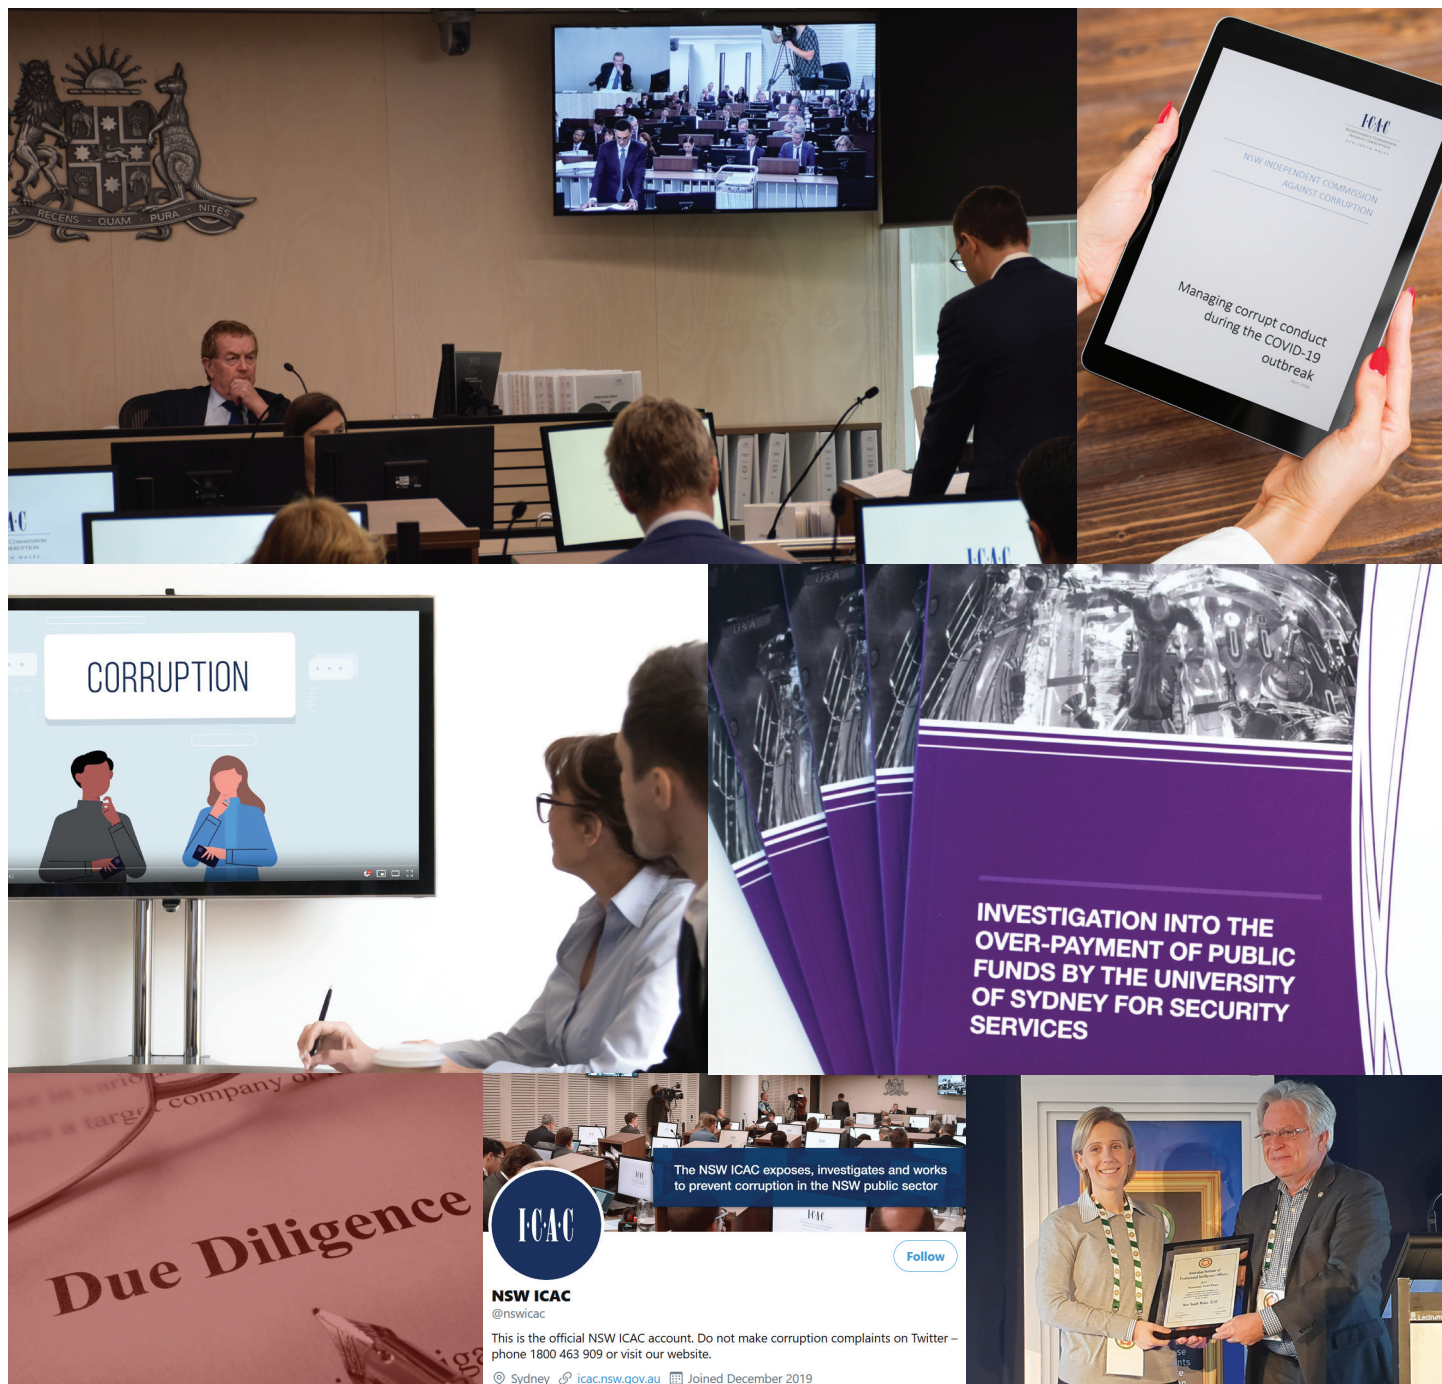 RECENS · QUAM · PURA · NITES
I·C·A·C
NSW INDEPENDENT COMMISSION
AGAINST CORRUPTION
Managing corrupt conduct
during the COVID-19
outbreak
I·C·A·C
CORRUPTION
USA
USA
INVESTIGATION INTO THE
OVER-PAYMENT OF PUBLIC
FUNDS BY THE UNIVERSITY
OF SYDNEY FOR SECURITY
SERVICES
a target company
Due Diligence
The NSW ICAC exposes, investigates and works
to prevent corruption in the NSW public sector
I·C·A·C
Follow
NSW ICAC
@nswicac
This is the official NSW ICAC account. Do not make corruption complaints on Twitter –
phone 1800 463 909 or visit our website.
Sydney icac.nsw.gov.au Joined December 2019